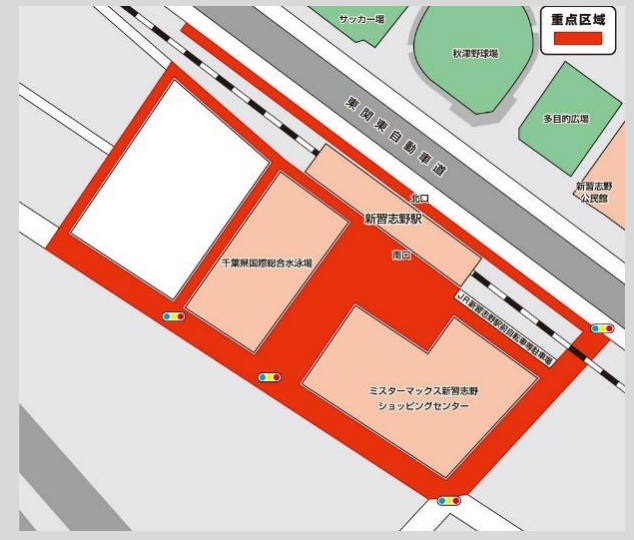 サッカー場
重点区域
秋津野球場
東関東自動車道
多目的広場
新習志野
公民館
北口
新習志野駅
南口
千葉県国際総合水泳場
JR新習志野駅前自転車等駐車場
ミスターマックス新習志野
ショッピングセンター